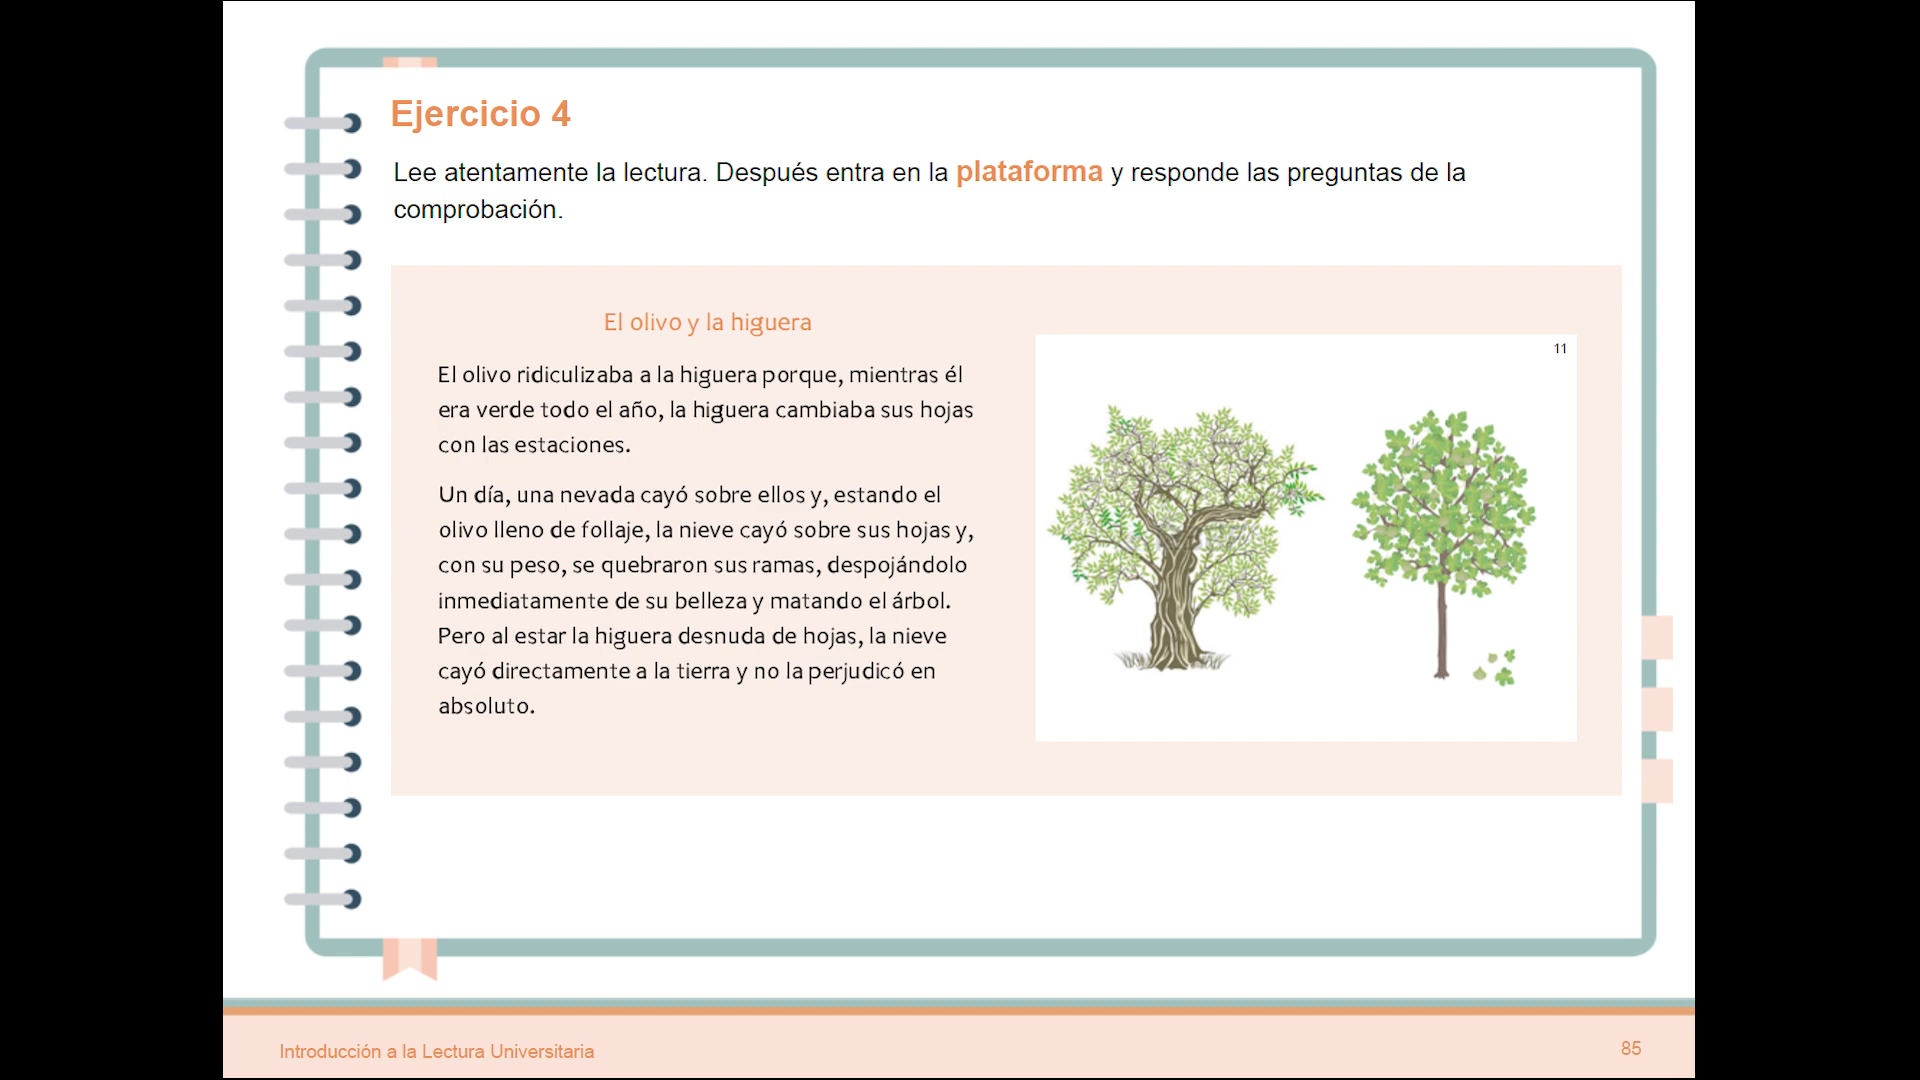 Ejercicio 4
Lee atentamente la lectura. Después entra en la plataforma y responde las preguntas de la
comprobación.
El olivo y la higuera
El olivo ridiculizaba a la higuera porque, mientras él
era verde todo el año, la higuera cambiaba sus hojas
con las estaciones.
Un día, una nevada cayó sobre ellos y, estando el
olivo lleno de follaje, la nieve cayó sobre sus hojas y,
con su peso, se quebraron sus ramas, despojándolo
inmediatamente de su belleza y matando el árbol.
Pero al estar la higuera desnuda de hojas, la nieve
cayó directamente a la tierra y no la perjudicó en
absoluto.
11
Introducción a la Lectura Universitaria
85